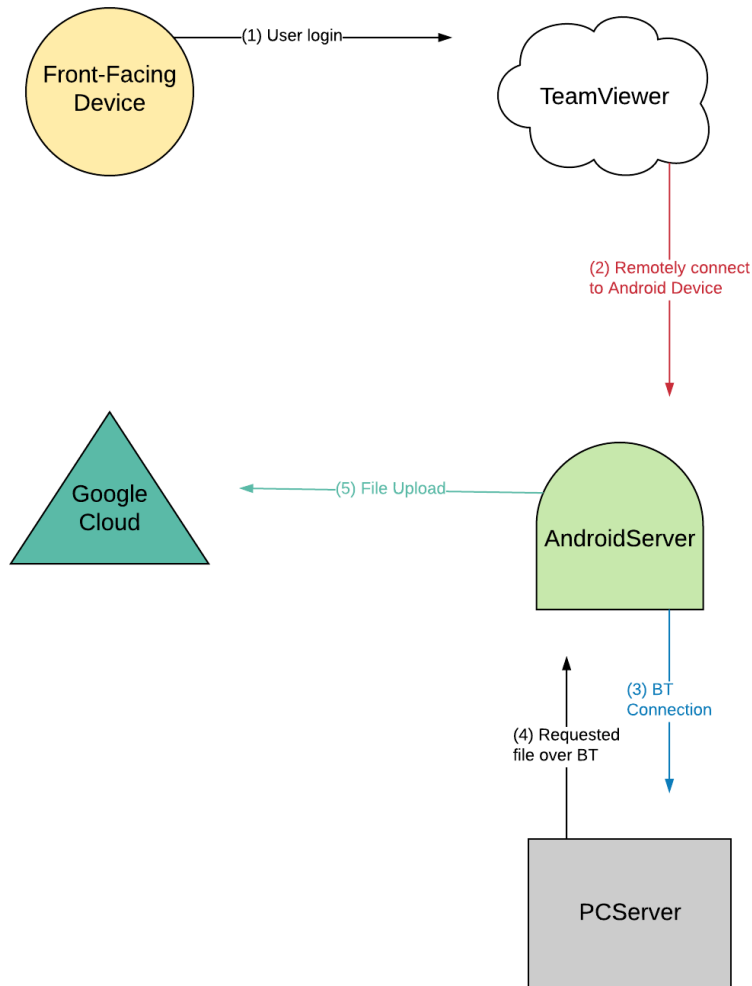 (1) User login
Front-Facing
Device
TeamViewer
(2) Remotely connect
to Android Device
Google
Cloud
(5) File Upload
AndroidServer
(3) BT
Connection
(4) Requested
file over BT
PCServer